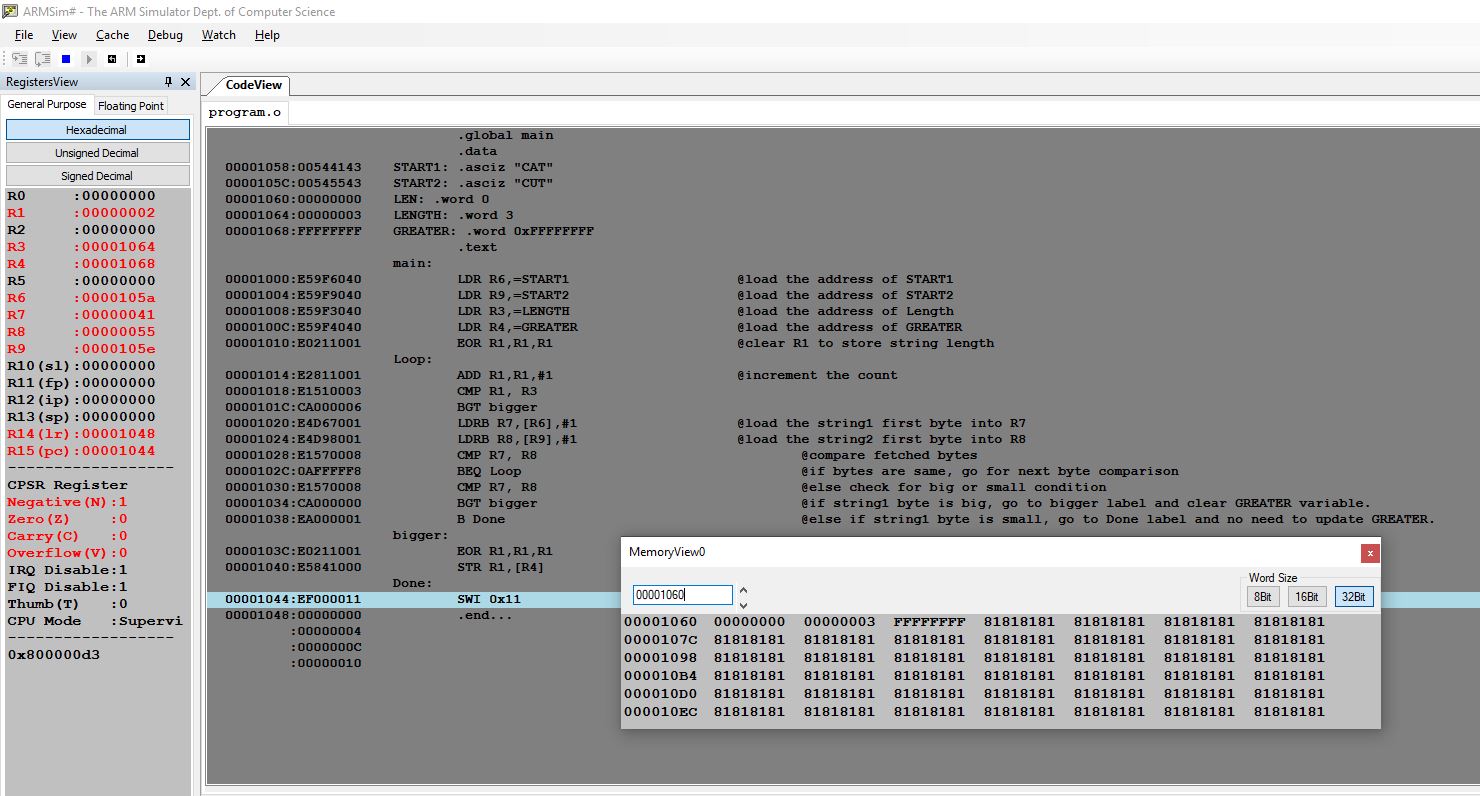 ARMSim# - The ARM Simulator Dept. of Computer Science
File View Cache Debug Watch Help
RegistersView
General Purpose Floating Point
Hexadecimal
Unsigned Decimal
Signed Decimal
R0 :00000000
R1 :00000002
R2 :00000000
R3 :00001064
R4 :00001068
R5 :00000000
R6 :0000105a
R7 :00000041
R8 :00000055
R9 :0000105e
R10(sl):00000000
R11(fp):00000000
R12(ip):00000000
R13(sp):00000000
R14(lr):00001048
R15(pc):00001044
------------------
CPSR Register
Negative(N):1
Zero(Z) :0
Carry(C) :0
Overflow(V):0
IRQ Disable:1
FIQ Disable:1
Thumb(T) :0
CPU Mode :Supervi
------------------
0x800000d3
CodeView
program.o
.global main
.data
00001058:00544143 START1: .asciz "CAT"
0000105C:00545543 START2: .asciz "CUT"
00001060:00000000 LEN: .word 0
00001064:00000003 LENGTH: .word 3
00001068:FFFFFFFF GREATER: .word 0xFFFFFFFF
.text
main:
00001000:E59F6040 LDR R6,=START1 @load the address of START1
00001004:E59F9040 LDR R9,=START2 @load the address of START2
00001008:E59F3040 LDR R3,=LENGTH @load the address of Length
0000100C:E59F4040 LDR R4,=GREATER @load the address of GREATER
00001010:E0211001 EOR R1,R1,R1 @clear R1 to store string length
Loop:
00001014:E2811001 ADD R1,R1,#1 @increment the count
00001018:E1510003 CMP R1, R3
0000101C:CA000006 BGT bigger
00001020:E4D67001 LDRB R7,[R6],#1 @load the string1 first byte into R7
00001024:E4D98001 LDRB R8,[R9],#1 @load the string2 first byte into R8
00001028:E1570008 CMP R7, R8 @compare fetched bytes
0000102C:0AFFFFF8 BEQ Loop @if bytes are same, go for next byte comparison
00001030:E1570008 CMP R7, R8 @else check for big or small condition
00001034:CA000000 BGT bigger @if string1 byte is big, go to bigger label and clear GREATER variable.
00001038:EA000001 B Done @else if string1 byte is small, go to Done label and no need to update GREATER.
bigger:
0000103C:E0211001 EOR R1,R1,R1
00001040:E5841000 STR R1,[R4]
Done:
00001044:EF000011 SWI 0x11
00001048:00000000 .end...
:00000004
:0000000C
:00000010
MemoryView0
x
00001060
Word Size
8Bit 16Bit 32Bit
00001060 00000000 00000003 FFFFFFFF 81818181 81818181 81818181 81818181
0000107C 81818181 81818181 81818181 81818181 81818181 81818181 81818181
00001098 81818181 81818181 81818181 81818181 81818181 81818181 81818181
000010B4 81818181 81818181 81818181 81818181 81818181 81818181 81818181
000010D0 81818181 81818181 81818181 81818181 81818181 81818181 81818181
000010EC 81818181 81818181 81818181 81818181 81818181 81818181 81818181